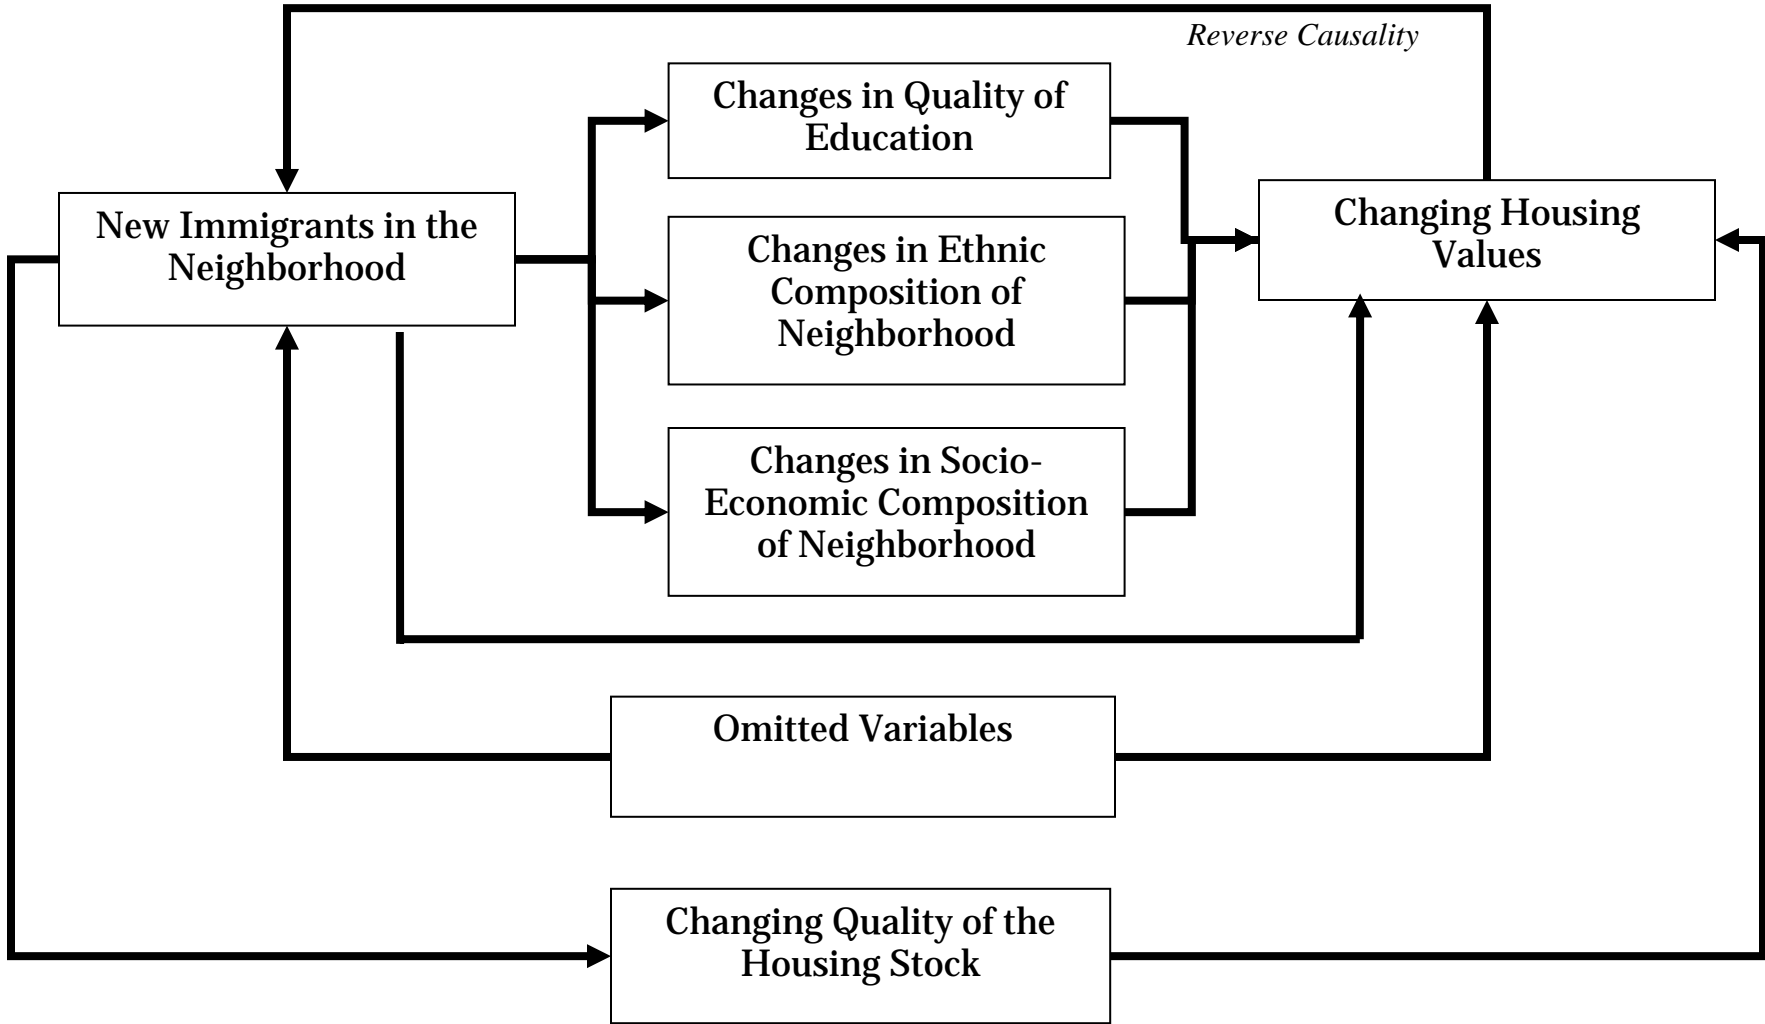 Reverse Causality
Changes in Quality of
Education
New Immigrants in the
Neighborhood
Changes in Ethnic
Composition of
Neighborhood
Changing Housing
Values
Changes in Socio-
Economic Composition
of Neighborhood
Omitted Variables
Changing Quality of the
Housing Stock